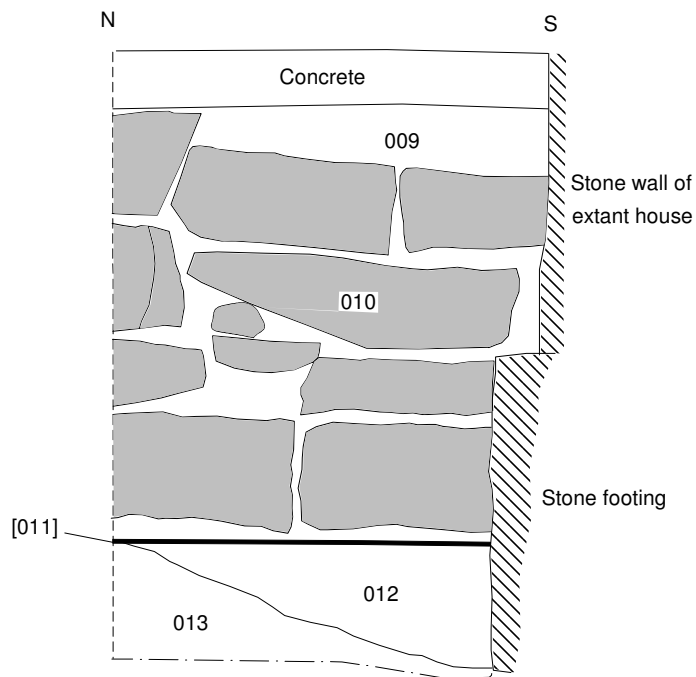 N
S
Concrete
009
Stone wall of
extant house
010
Stone footing
[011]
012
013